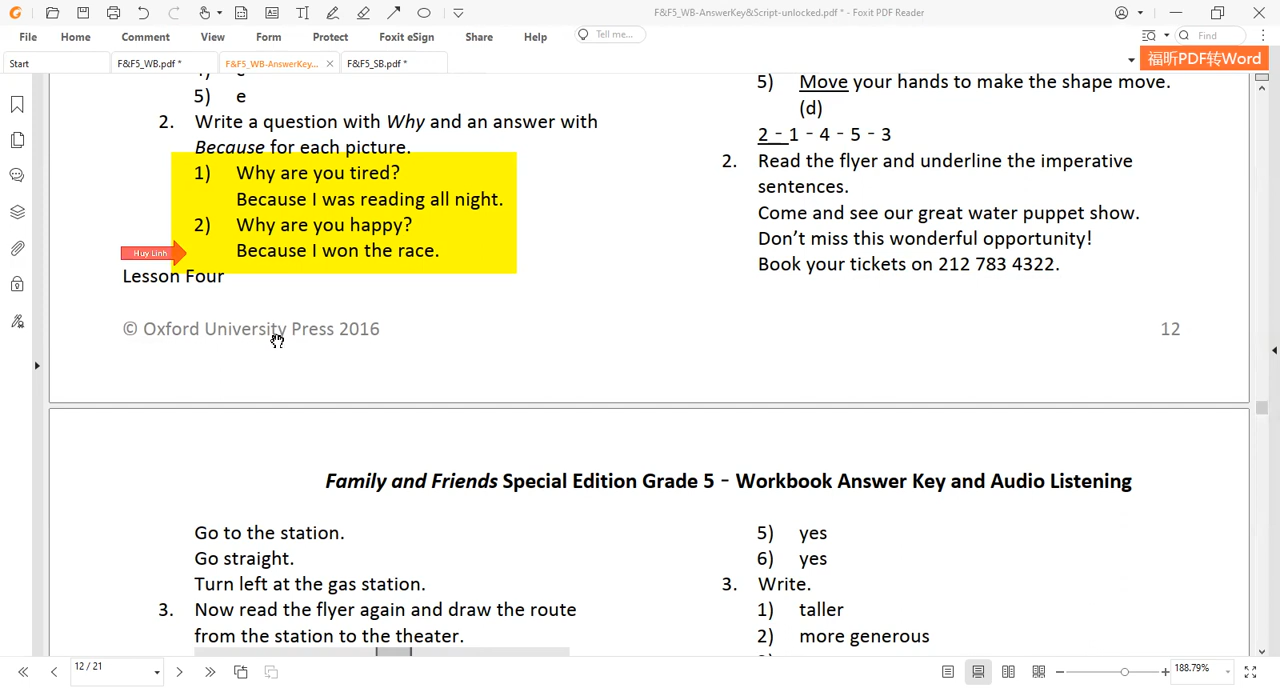 F&F5_WB-AnswerKey&Script-unlocked.pdf * - Foxit PDF Reader
File Home Comment View Form Protect Foxit eSign Share Help Tell me... Find
Start F&F5_WB.pdf * F&F5_WB-AnswerKey... F&F5_SB.pdf *
福昕PDF转Word
5) e
2. Write a question with Why and an answer with
Because for each picture.
1) Why are you tired?
Because I was reading all night.
2) Why are you happy?
Huy Linh Because I won the race.
Lesson Four
5) Move your hands to make the shape move.
(d)
2 - 1 - 4 - 5 - 3
2. Read the flyer and underline the imperative
sentences.
Come and see our great water puppet show.
Don't miss this wonderful opportunity!
Book your tickets on 212 783 4322.
© Oxford University Press 2016 12
Family and Friends Special Edition Grade 5 - Workbook Answer Key and Audio Listening
Go to the station.
Go straight.
Turn left at the gas station.
3. Now read the flyer again and draw the route
from the station to the theater.
5) yes
6) yes
3. Write.
1) taller
2) more generous
12 / 21 188.79%